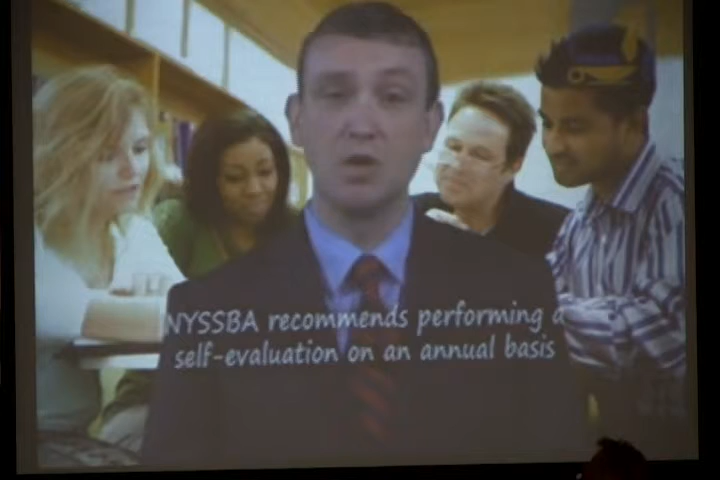 NYSSBA recommends performing a
self-evaluation on an annual basis